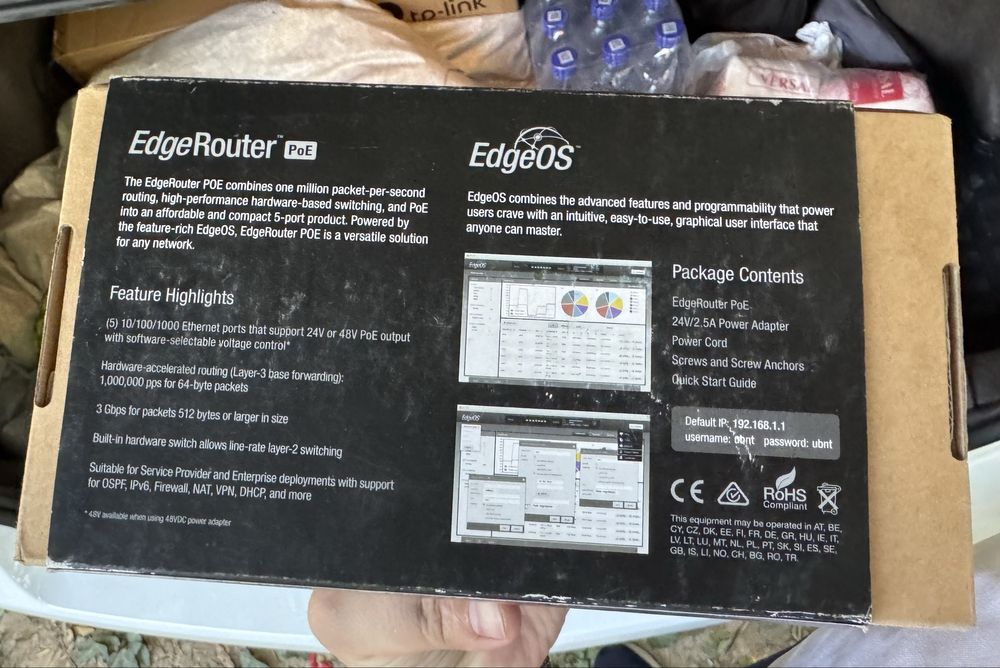 tp-link
VERSA
EdgeRouter™ PoE
The EdgeRouter POE combines one million packet-per-second
routing, high-performance hardware-based switching, and PoE
into an affordable and compact 5-port product. Powered by
the feature-rich EdgeOS, EdgeRouter POE is a versatile solution
for any network.
Feature Highlights
(5) 10/100/1000 Ethernet ports that support 24V or 48V PoE output
with software-selectable voltage control*
Hardware-accelerated routing (Layer-3 base forwarding):
1,000,000 pps for 64-byte packets
3 Gbps for packets 512 bytes or larger in size
Built-in hardware switch allows line-rate layer-2 switching
Suitable for Service Provider and Enterprise deployments with support
for OSPF, IPv6, Firewall, NAT, VPN, DHCP, and more
* 48V available when using 48VDC power adapter
EdgeOS™
EdgeOS combines the advanced features and programmability that power
users crave with an intuitive, easy-to-use, graphical user interface that
anyone can master.
EdgeOS
EdgeOS
Package Contents
EdgeRouter PoE
24V/2.5A Power Adapter
Power Cord
Screws and Screw Anchors
Quick Start Guide
Default IP: 192.168.1.1
username: ubnt password: ubnt
CE
RoHS
Compliant
This equipment may be operated in AT, BE,
CY, CZ, DK, EE, FI, FR, DE, GR, HU, IE, IT,
LV, LT, LU, MT, NL, PL, PT, SK, SI, ES, SE,
GB, IS, LI, NO, CH, BG, RO, TR.